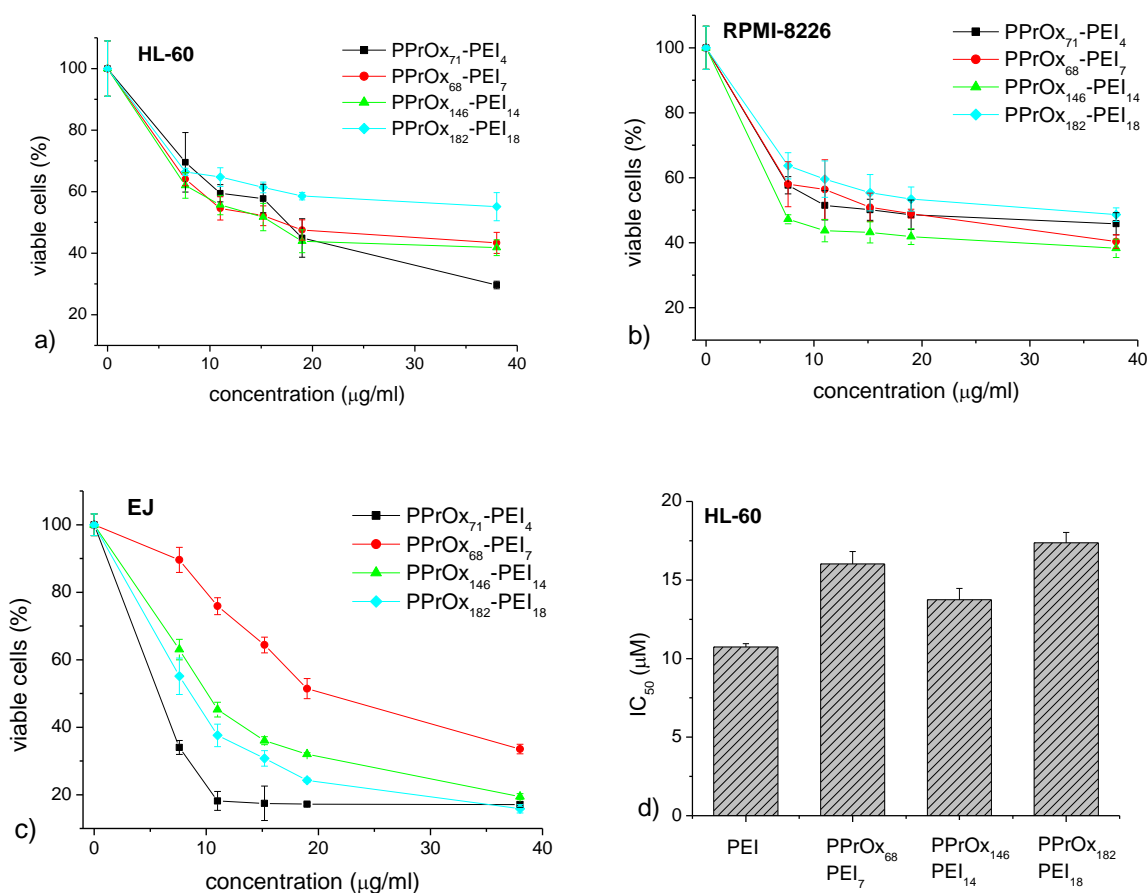 HL-60
PPrOx₇₁-PEI₄
PPrOx₆₈-PEI₇
PPrOx₁₄₆-PEI₁₄
PPrOx₁₈₂-PEI₁₈
100
80
60
40
20
viable cells (%)
0 10 20 30 40
concentration (μg/ml)
a)
RPMI-8226
PPrOx₇₁-PEI₄
PPrOx₆₈-PEI₇
PPrOx₁₄₆-PEI₁₄
PPrOx₁₈₂-PEI₁₈
100
80
60
40
20
viable cells (%)
0 10 20 30 40
concentration (μg/ml)
b)
EJ
PPrOx₇₁-PEI₄
PPrOx₆₈-PEI₇
PPrOx₁₄₆-PEI₁₄
PPrOx₁₈₂-PEI₁₈
100
80
60
40
20
viable cells (%)
0 10 20 30 40
concentration (μg/ml)
c)
HL-60
20
15
10
5
0
IC₅₀ (μM)
d)
PEI PPrOx₆₈ PPrOx₁₄₆ PPrOx₁₈₂
PEI₇ PEI₁₄ PEI₁₈